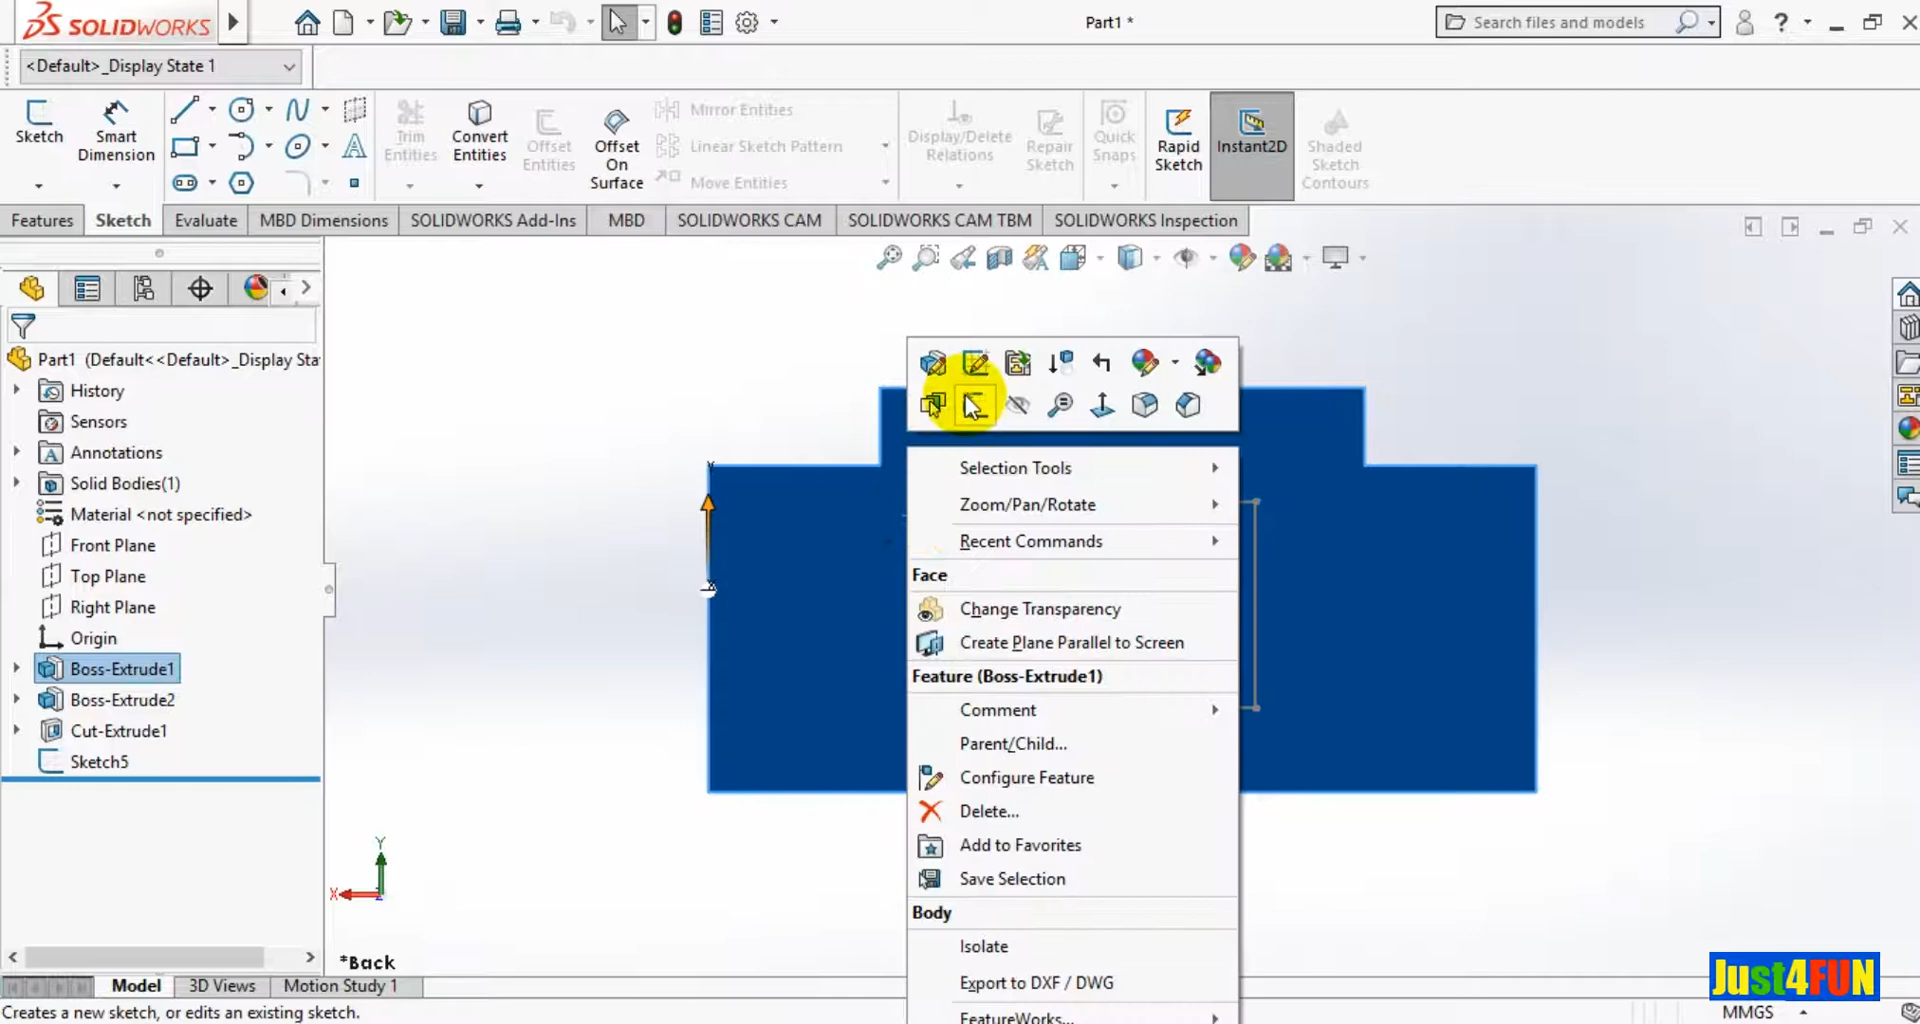 SOLIDWORKS
Part1 *
Search files and models
<Default>_Display State 1
Sketch
Smart Dimension
Trim Entities
Convert Entities
Offset Entities
Offset On Surface
Mirror Entities
Linear Sketch Pattern
Move Entities
Display/Delete Relations
Repair Sketch
Quick Snaps
Rapid Sketch
Instant2D
Shaded Sketch Contours
Features
Sketch
Evaluate
MBD Dimensions
SOLIDWORKS Add-Ins
MBD
SOLIDWORKS CAM
SOLIDWORKS CAM TBM
SOLIDWORKS Inspection
Part1 (Default<<Default>_Display Sta
History
Sensors
Annotations
Solid Bodies(1)
Material <not specified>
Front Plane
Top Plane
Right Plane
Origin
Boss-Extrude1
Boss-Extrude2
Cut-Extrude1
Sketch5
Selection Tools
Zoom/Pan/Rotate
Recent Commands
Face
Change Transparency
Create Plane Parallel to Screen
Feature (Boss-Extrude1)
Comment
Parent/Child...
Configure Feature
Delete...
Add to Favorites
Save Selection
Body
Isolate
Export to DXF / DWG
FeatureWorks...
Y
X
*Back
Just4FUN
Model
3D Views
Motion Study 1
Creates a new sketch, or edits an existing sketch.
MMGS